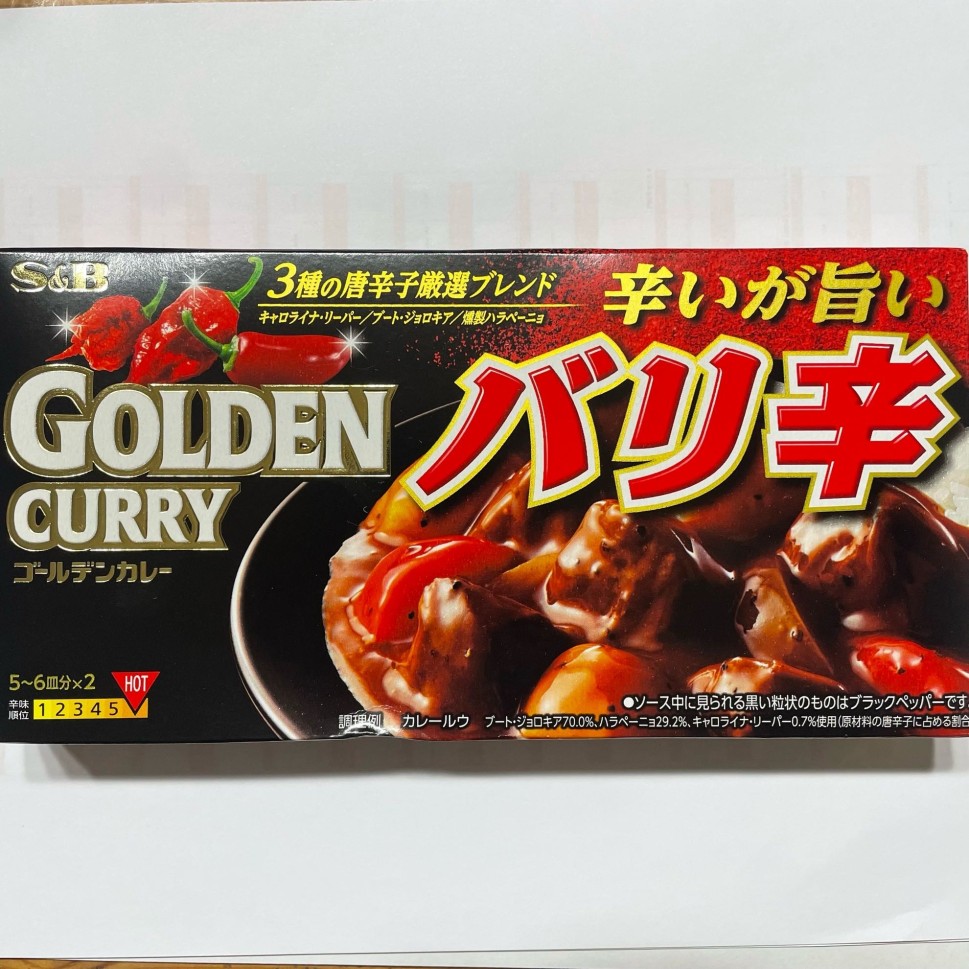 S&B
3種の唐辛子厳選ブレンド
キャロライナ・リーパー/ブート・ジョロキア/燻製ハラペーニョ
辛いが旨い
バリ辛
GOLDEN
CURRY
ゴールデンカレー
5~6皿分×2
HOT
辛味
順位
1 2 3 4 5
●ソース中に見られる黒い粒状のものはブラックペッパーです。
調理例 カレールウ ブート・ジョロキア70.0%、ハラペーニョ29.2%、キャロライナ・リーパー0.7%使用(原材料の唐辛子に占める割合